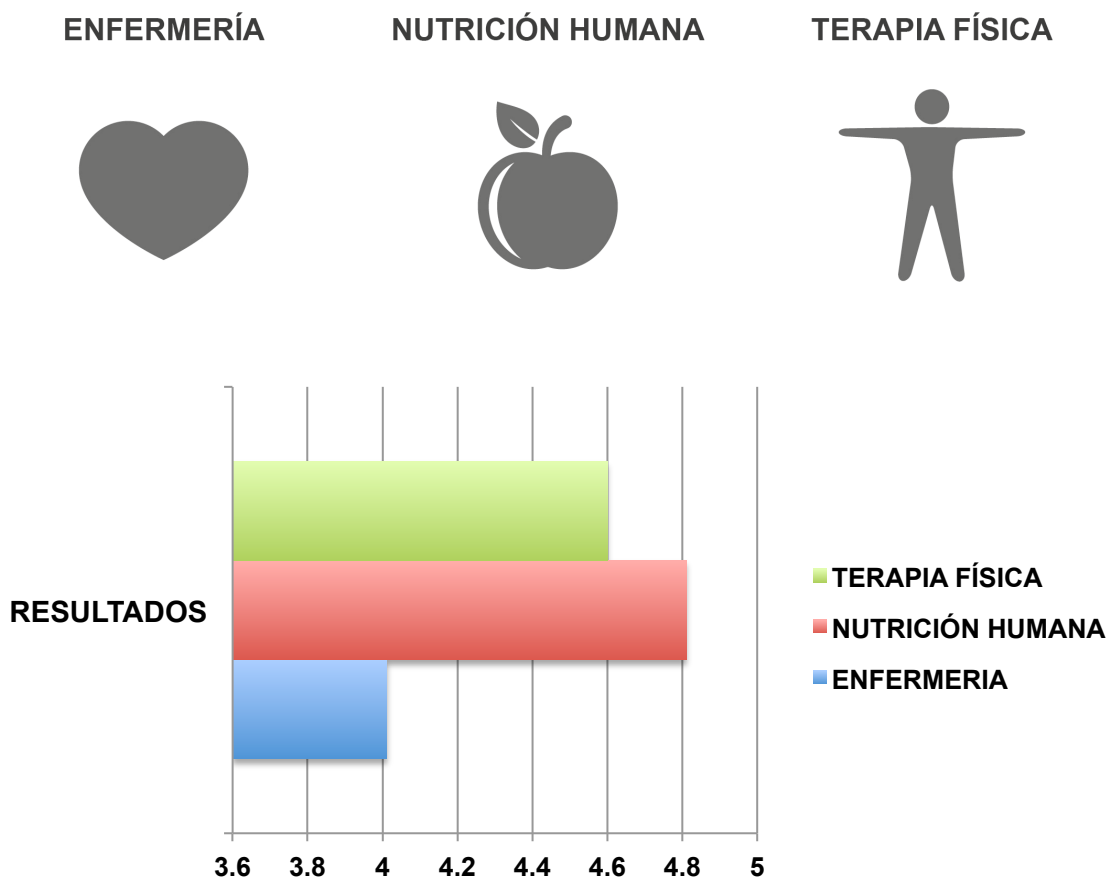 ENFERMERÍA
NUTRICIÓN HUMANA
TERAPIA FÍSICA
RESULTADOS
TERAPIA FÍSICA
NUTRICIÓN HUMANA
ENFERMERIA
3.6 3.8 4 4.2 4.4 4.6 4.8 5